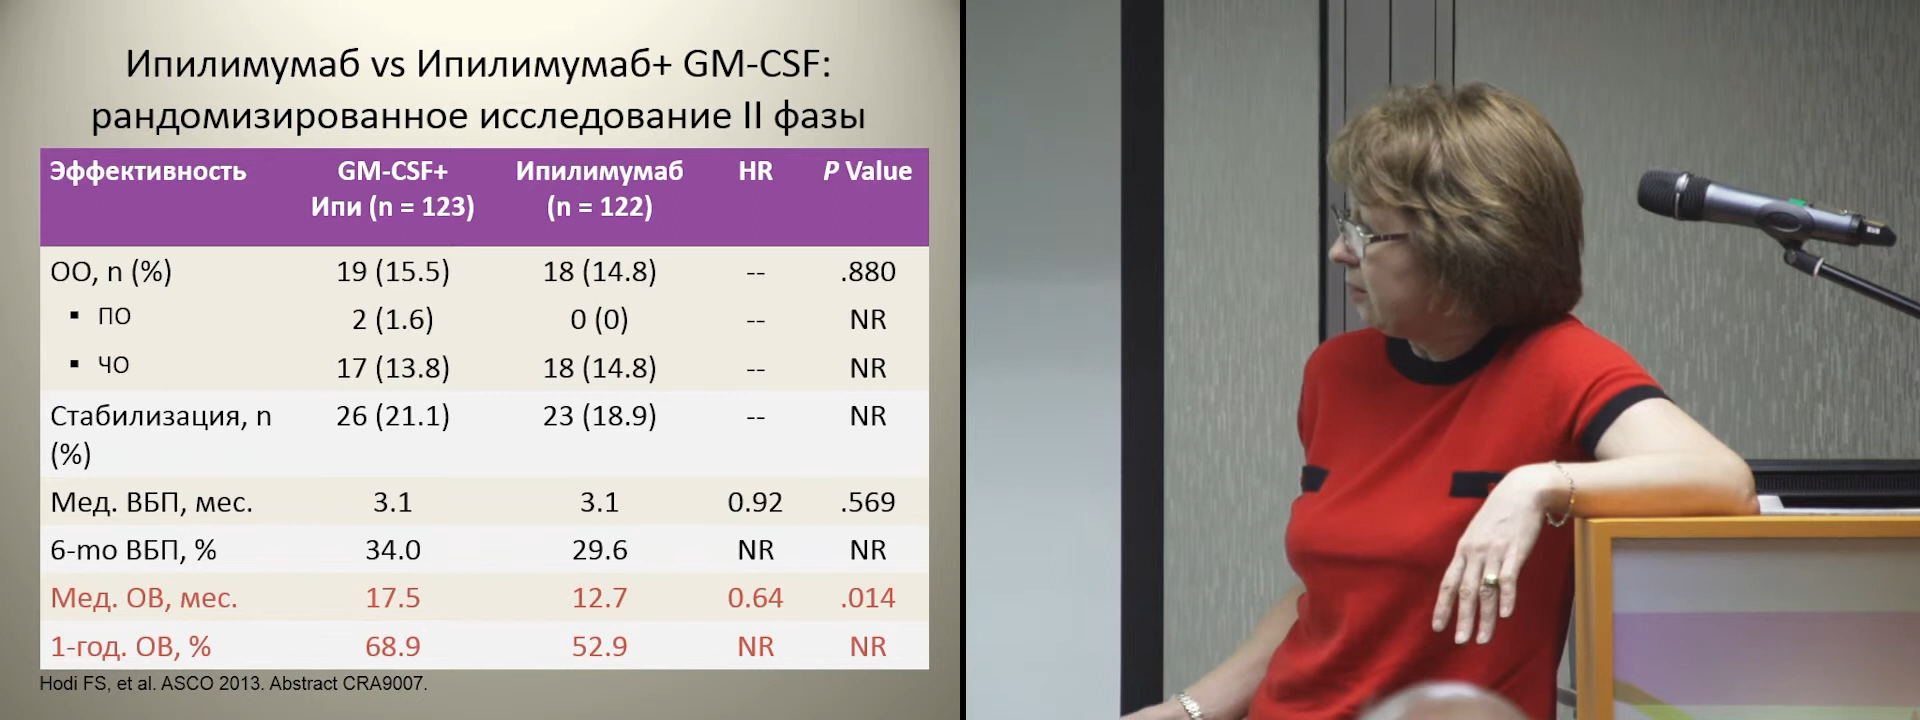 Ипилимумаб vs Ипилимумаб+ GM-CSF:
рандомизированное исследование II фазы
Эффективность GM-CSF+ Ипи (n = 123) Ипилимумаб (n = 122) HR P Value
ОО, n (%) 19 (15.5) 18 (14.8) -- .880
▪ ПО 2 (1.6) 0 (0) -- NR
▪ ЧО 17 (13.8) 18 (14.8) -- NR
Стабилизация, n (%) 26 (21.1) 23 (18.9) -- NR
Мед. ВБП, мес. 3.1 3.1 0.92 .569
6-mo ВБП, % 34.0 29.6 NR NR
Мед. ОВ, мес. 17.5 12.7 0.64 .014
1-год. ОВ, % 68.9 52.9 NR NR
Hodi FS, et al. ASCO 2013. Abstract CRA9007.